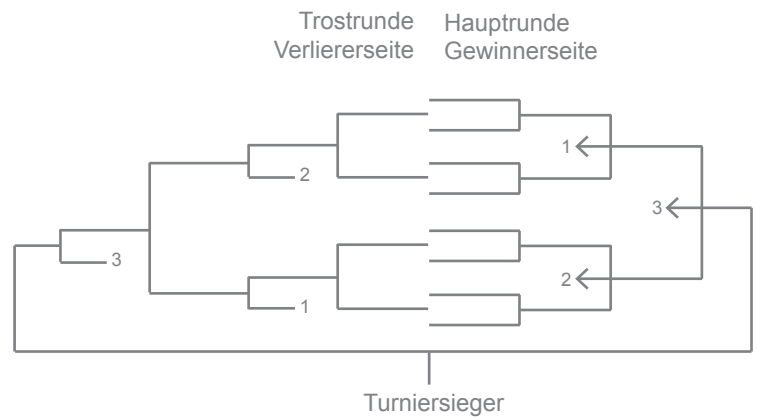 Trostrunde
Verliererseite
Hauptrunde
Gewinnerseite
1
2
3
3
2
1
Turniersieger